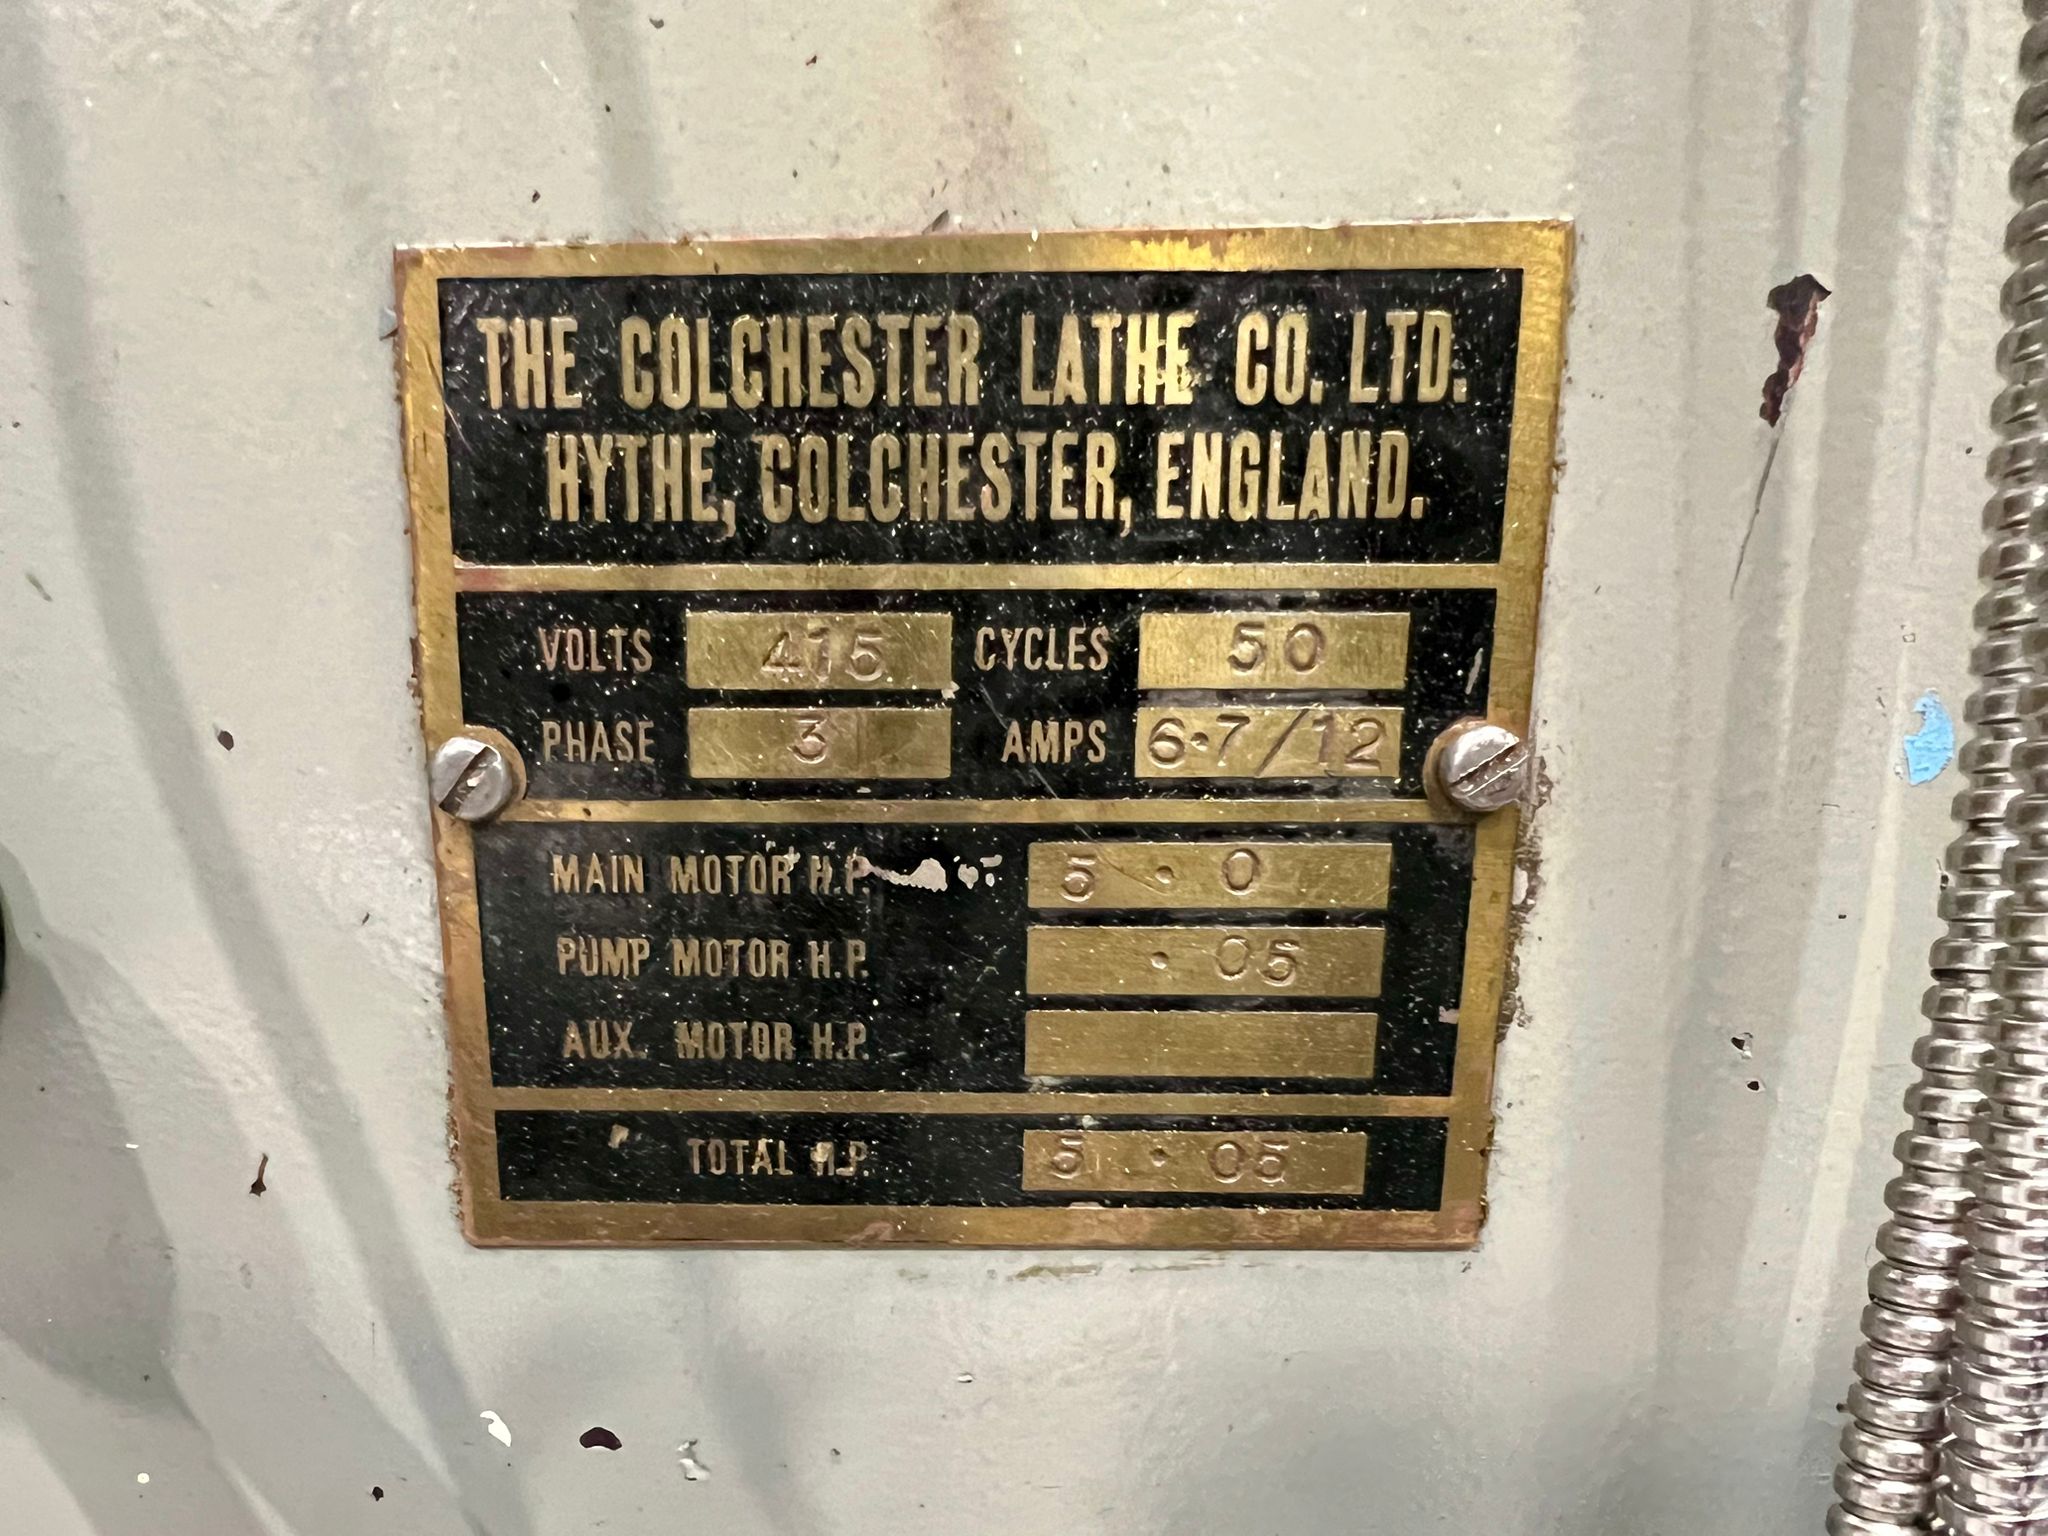 THE COLCHESTER LATHE CO. LTD.
HYTHE, COLCHESTER, ENGLAND.
VOLTS 415 CYCLES 50
PHASE 3 AMPS 6·7/12
MAIN MOTOR H.P. 5·0
PUMP MOTOR H.P. ·05
AUX. MOTOR H.P.
TOTAL H.P. 5·05